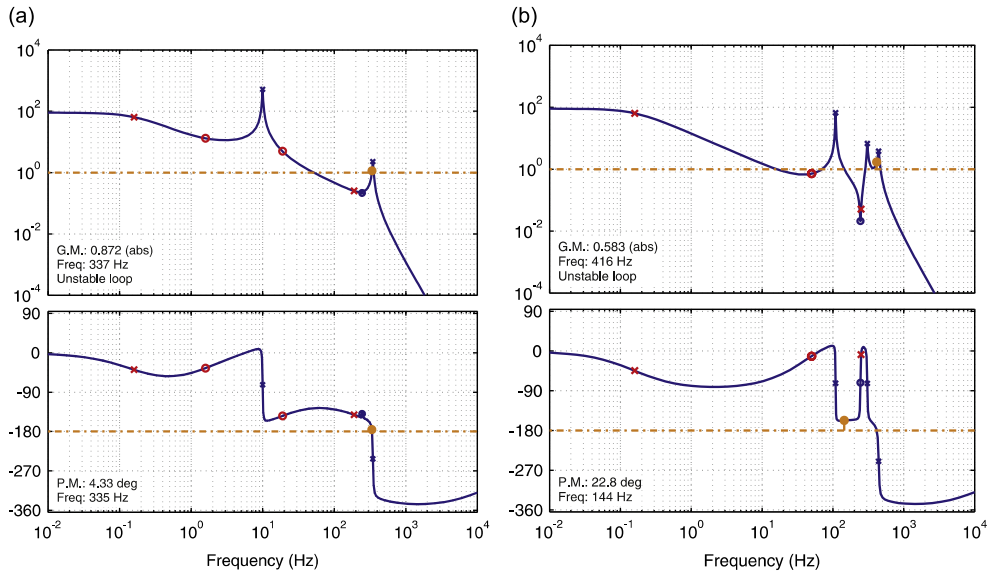 (a)
10^4
10^2
10^0
10^-2
10^-4
G.M.: 0.872 (abs)
Freq: 337 Hz
Unstable loop
90
0
-90
-180
-270
-360
P.M.: 4.33 deg
Freq: 335 Hz
10^-2 10^-1 10^0 10^1 10^2 10^3 10^4
Frequency (Hz)
(b)
10^4
10^2
10^0
10^-2
10^-4
G.M.: 0.583 (abs)
Freq: 416 Hz
Unstable loop
90
0
-90
-180
-270
-360
P.M.: 22.8 deg
Freq: 144 Hz
10^-2 10^-1 10^0 10^1 10^2 10^3 10^4
Frequency (Hz)